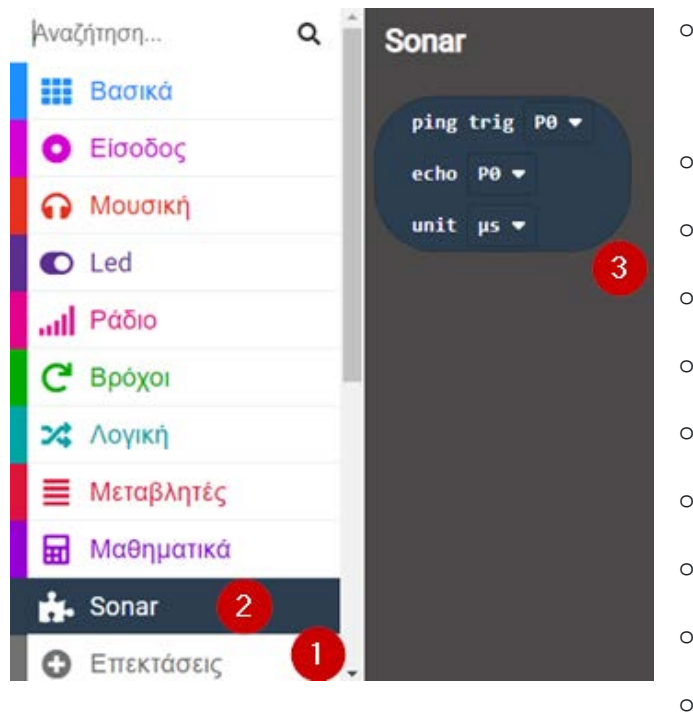 Αναζήτηση...
Βασικά
Είσοδος
Μουσική
Led
Ράδιο
Βρόχοι
Λογική
Μεταβλητές
Μαθηματικά
Sonar 2
Επεκτάσεις 1
Sonar
ping trig P0
echo P0
unit µs
3